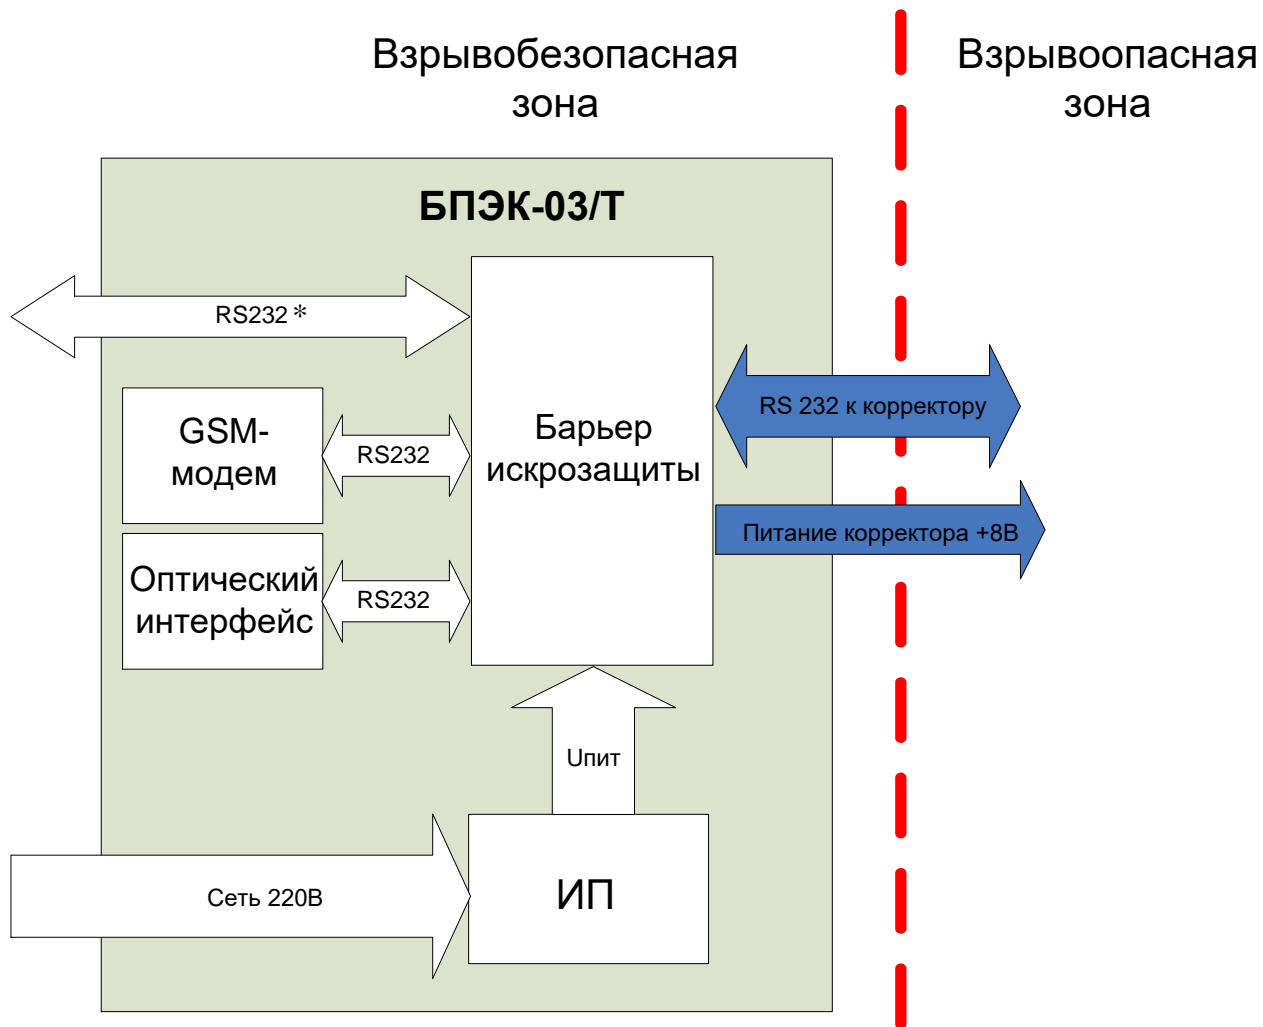 Взрывобезопасная
зона
Взрывоопасная
зона
БПЭК-03/Т
RS232 *
GSM-
модем
RS232
Оптический
интерфейс
RS232
Барьер
искрозащиты
RS 232 к корректору
Питание корректора +8В
Uпит
Сеть 220В
ИП